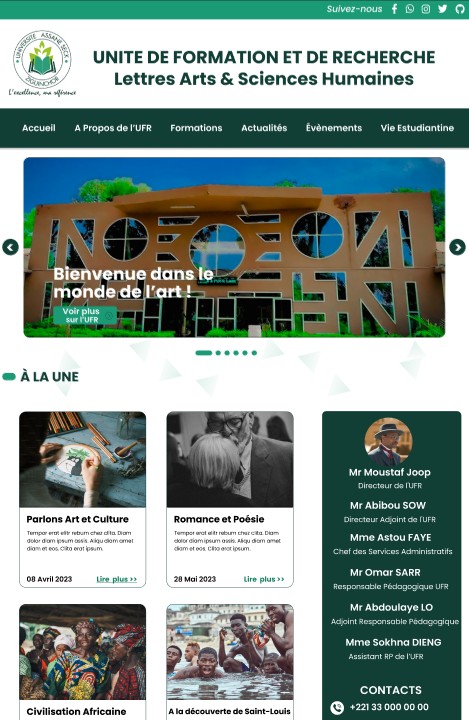 Suivez-nous
UNIVERSITE ASSANE SECK
ZIGUINCHOR
L'excellence, ma référence
UNITE DE FORMATION ET DE RECHERCHE
Lettres Arts & Sciences Humaines
Accueil A Propos de l'UFR Formations Actualités Évènements Vie Estudiantine
Bienvenue dans le
monde de l'art !
Voir plus
sur l'UFR
À LA UNE
Parlons Art et Culture
Tempor erat elitr rebum chez clita. Diam
dolor diam ipsum assis. Aliqu diam amet
diam et eos. Clita erat ipsum.
08 Avril 2023 Lire plus >>
Romance et Poésie
Tempor erat elitr rebum chez clita. Diam
dolor diam ipsum assis. Aliqu diam amet
diam et eos. Clita erat ipsum.
28 Mai 2023 Lire plus >>
Civilisation Africaine
A la découverte de Saint-Louis
Mr Moustaf Joop
Directeur de l'UFR
Mr Abibou SOW
Directeur Adjoint de l'UFR
Mme Astou FAYE
Chef des Services Administratifs
Mr Omar SARR
Responsable Pédagogique UFR
Mr Abdoulaye LO
Adjoint Responsable Pédagogique
Mme Sokhna DIENG
Assistant RP de l'UFR
CONTACTS
+221 33 000 00 00